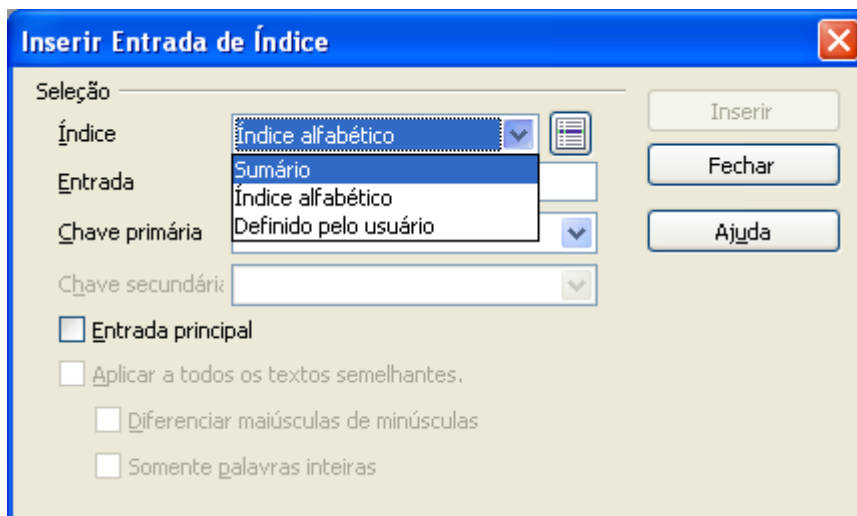 Inserir Entrada de Índice
Seleção
Inserir
Índice
Índice alfabético
Sumário
Fechar
Entrada
Índice alfabético
Definido pelo usuário
Chave primária
Ajuda
Chave secundária
Entrada principal
Aplicar a todos os textos semelhantes.
Diferenciar maiúsculas de minúsculas
Somente palavras inteiras